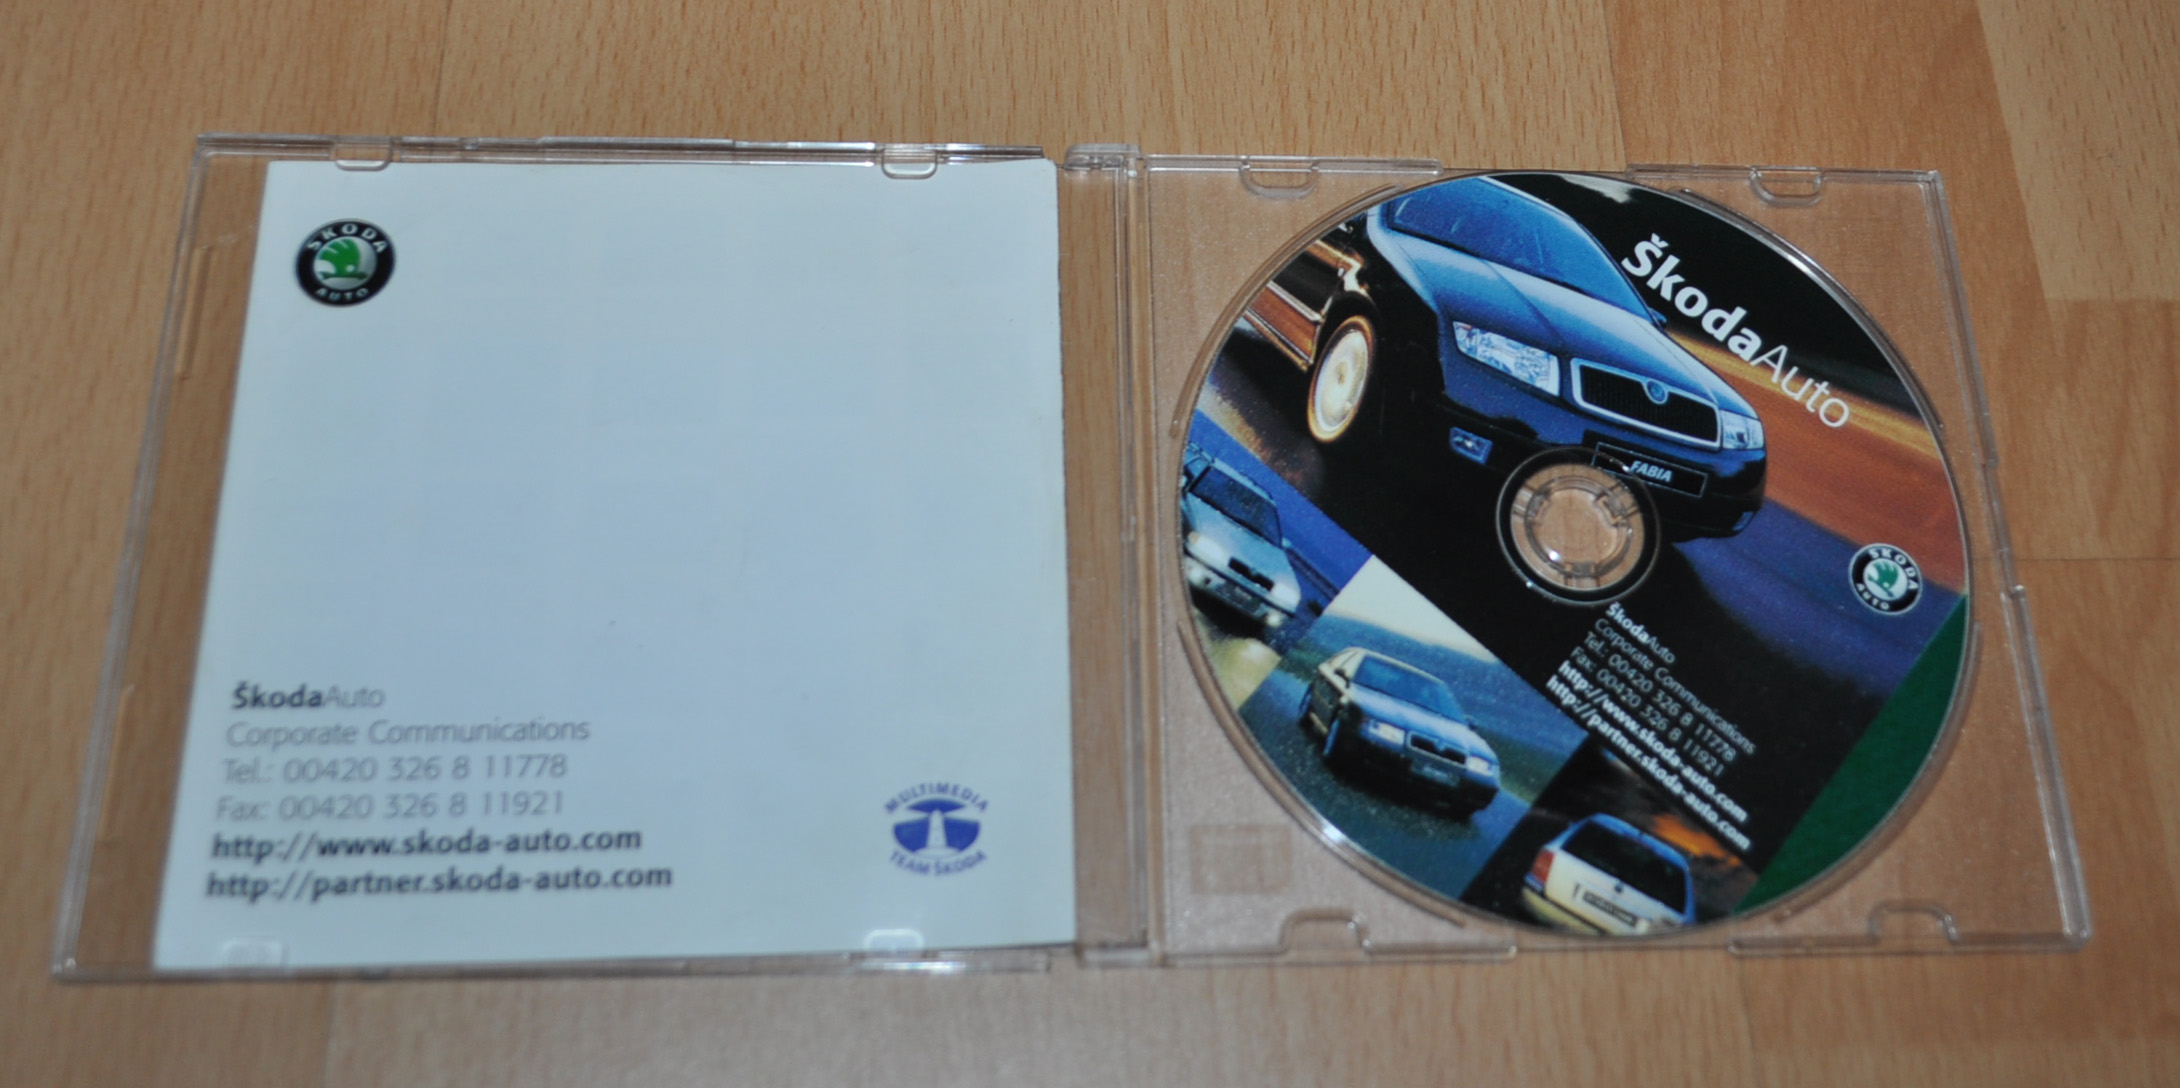 ŠKODA
AUTO
ŠkodaAuto
Corporate Communications
Tel.: 00420 326 8 11778
Fax: 00420 326 8 11921
http://www.skoda-auto.com
http://partner.skoda-auto.com
MULTIMEDIA
TEAM ŠKODA
ŠkodaAuto
FABIA
ŠKODA
AUTO
ŠkodaAuto
Corporate Communications
Tel.: 00420 326 8 11778
Fax: 00420 326 8 11921
http://www.skoda-auto.com
http://partner.skoda-auto.com